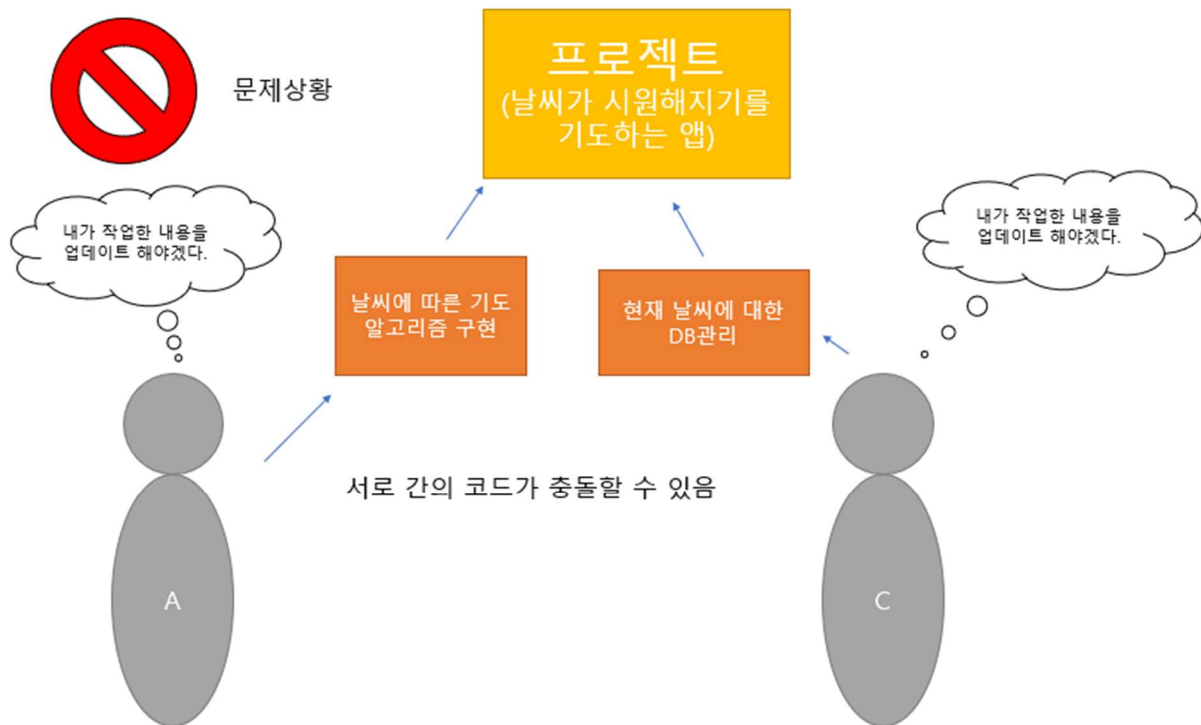 문제상황
프로젝트
(날씨가 시원해지기를
기도하는 앱)
내가 작업한 내용을
업데이트 해야겠다.
내가 작업한 내용을
업데이트 해야겠다.
날씨에 따른 기도
알고리즘 구현
현재 날씨에 대한
DB관리
서로 간의 코드가 충돌할 수 있음
A
C